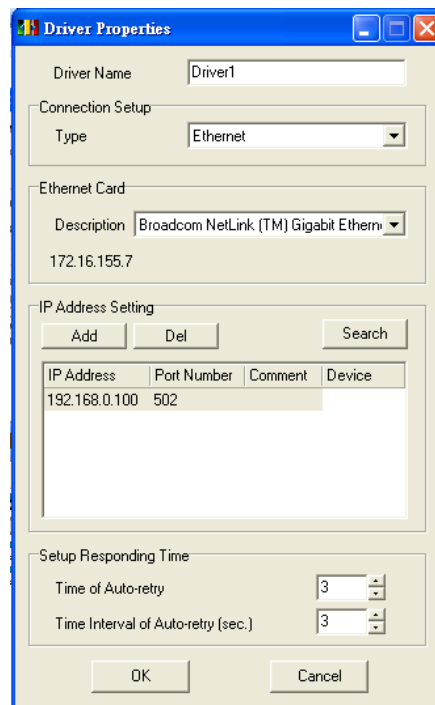 Driver Properties
Driver Name Driver1
Connection Setup
Type Ethernet
Ethernet Card
Description Broadcom NetLink (TM) Gigabit Ethern
172.16.155.7
IP Address Setting
Add Del Search
IP Address Port Number Comment Device
192.168.0.100 502
Setup Responding Time
Time of Auto-retry 3
Time Interval of Auto-retry (sec.) 3
OK Cancel